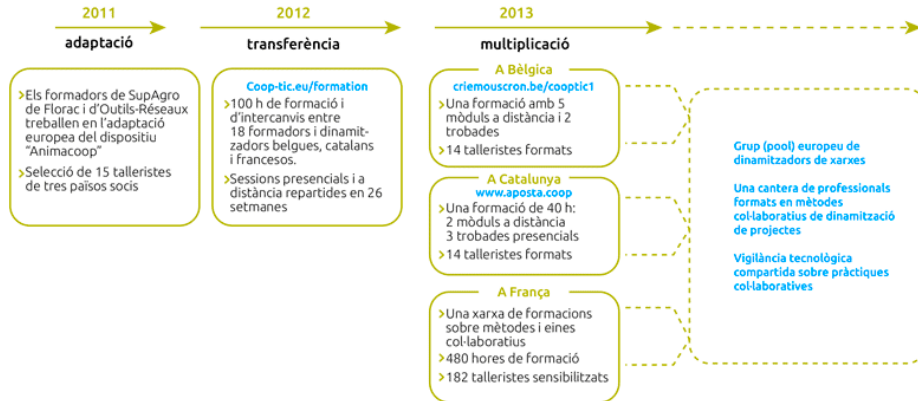 2011
adaptació
Els formadors de SupAgro
de Florac i d'Outils-Réseaux
treballen en l'adaptació
europea del dispositiu
"Animacoop"
Selecció de 15 talleristes
de tres països socis
2012
transferència
Coop-tic.eu/formation
100 h de formació i
d'intercanvis entre
18 formadors i dinamit-
zadors belgues, catalans
i francesos.
Sessions presencials i a
distància repartides en 26
setmanes
2013
multiplicació
A Bèlgica
criemouscron.be/cooptic1
Una formació amb 5
mòduls a distància i 2
trobades
14 talleristes formats
A Catalunya
www.aposta.coop
Una formació de 40 h:
2 mòduls a distància
3 trobades presencials
14 talleristes formats
A França
Una xarxa de formacions
sobre mètodes i eines
col·laboratius
480 hores de formació
182 talleristes sensibilitzats
Grup (pool) europeu de
dinamitzadors de xarxes
Una cantera de professionals
formats en mètodes
col·laboratius de dinamització
de projectes
Vigilància tecnològica
compartida sobre pràctiques
col·laboratives